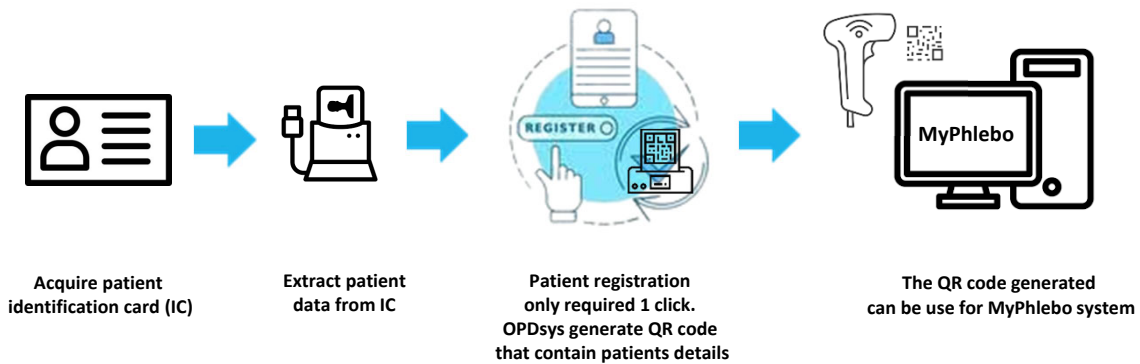 REGISTER
MyPhlebo
Acquire patient
identification card (IC)
Extract patient
data from IC
Patient registration
only required 1 click.
OPDsys generate QR code
that contain patients details
The QR code generated
can be use for MyPhlebo system